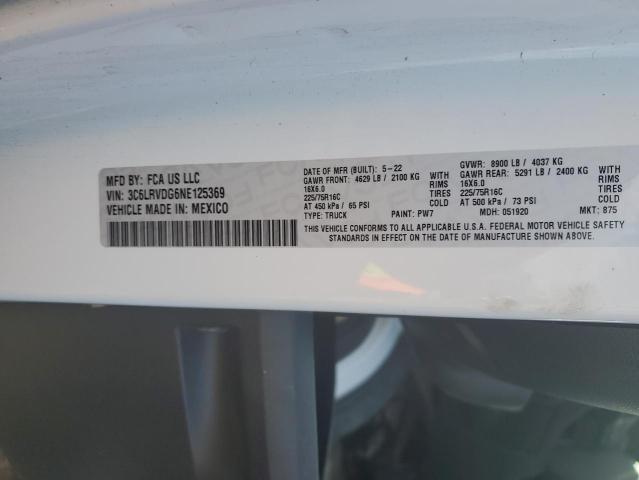 MFD BY: FCA US LLC
VIN: 3C6LRVDG6NE125369
VEHICLE MADE IN: MEXICO
DATE OF MFR (BUILT): 5-22
GAWR FRONT: 4629 LB / 2100 KG WITH
16X6.0 RIMS
225/75R16C TIRES
AT 450 kPa / 65 PSI COLD
TYPE: TRUCK PAINT: PW7
GVWR: 8900 LB / 4037 KG
GAWR REAR: 5291 LB / 2400 KG WITH
16X6.0 RIMS
225/75R16C TIRES
AT 500 kPa / 73 PSI COLD
MDH: 051920 MKT: 875
THIS VEHICLE CONFORMS TO ALL APPLICABLE U.S.A. FEDERAL MOTOR VEHICLE SAFETY
STANDARDS IN EFFECT ON THE DATE OF MANUFACTURE SHOWN ABOVE.